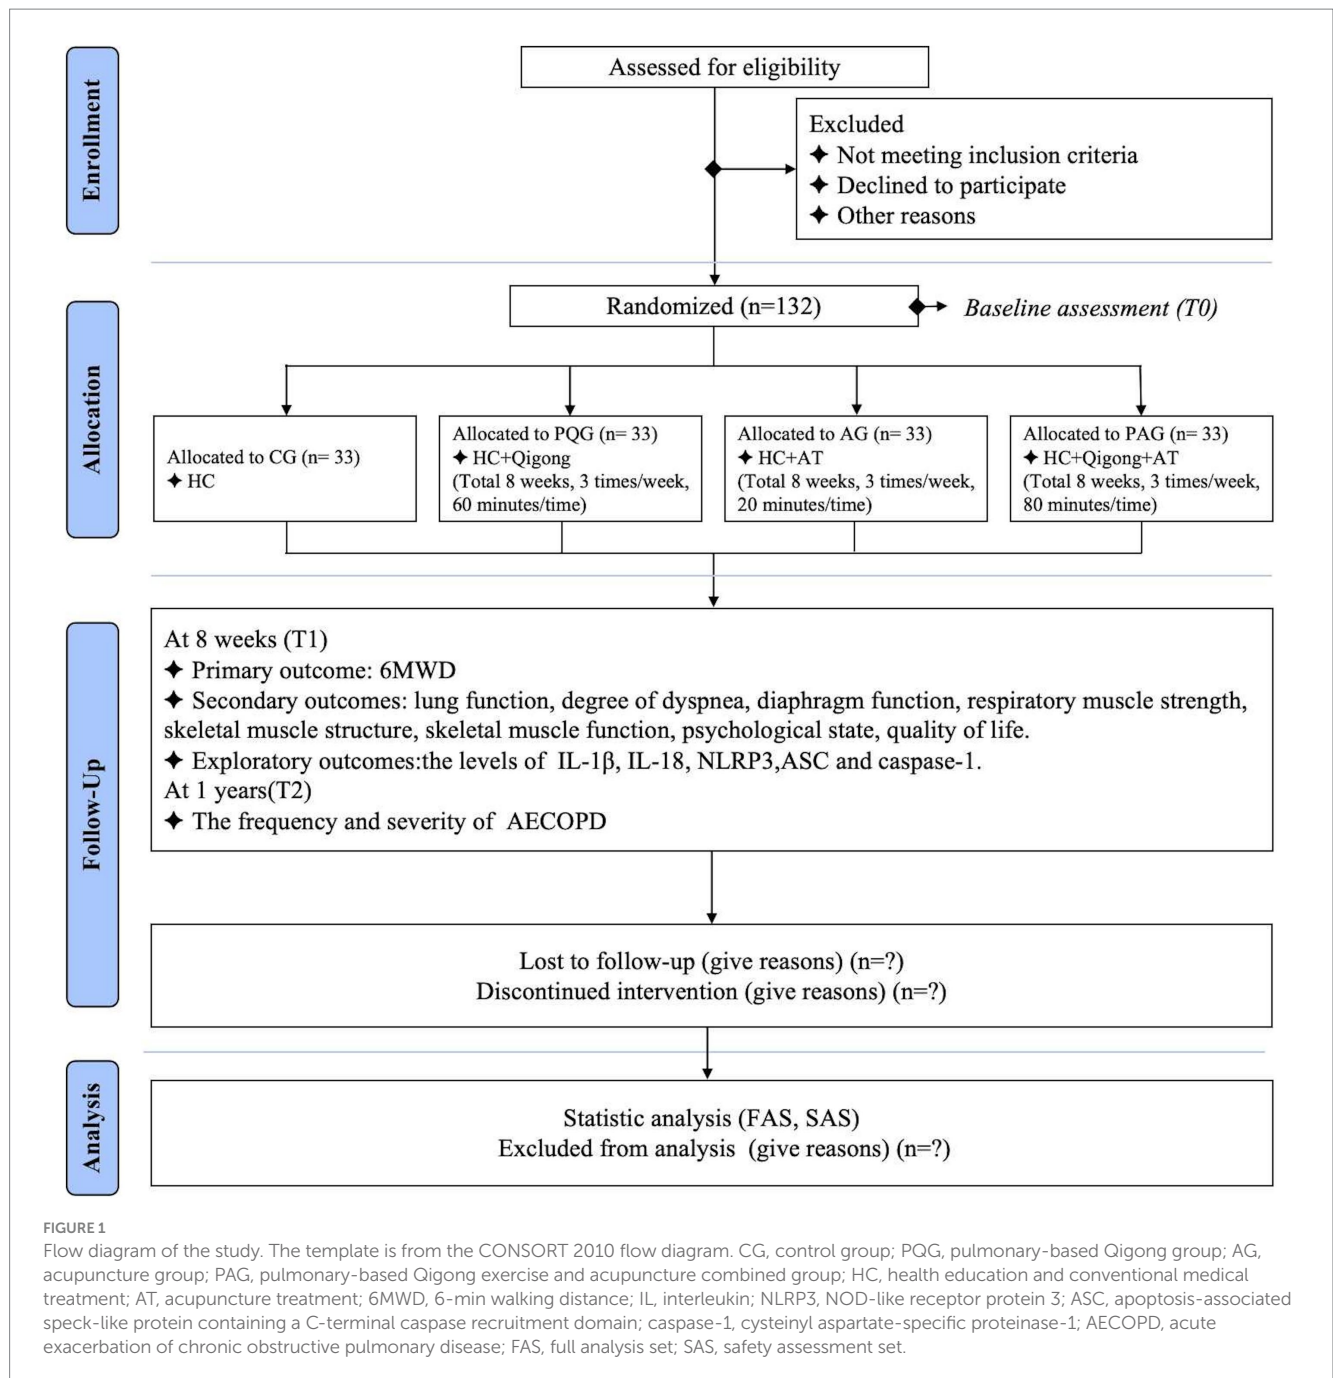 Enrollment
Assessed for eligibility
Excluded
✦ Not meeting inclusion criteria
✦ Declined to participate
✦ Other reasons
Allocation
Randomized (n=132)
Baseline assessment (T0)
Allocated to CG (n= 33)
✦ HC
Allocated to PQG (n= 33)
✦ HC+Qigong
(Total 8 weeks, 3 times/week,
60 minutes/time)
Allocated to AG (n= 33)
✦ HC+AT
(Total 8 weeks, 3 times/week,
20 minutes/time)
Allocated to PAG (n= 33)
✦ HC+Qigong+AT
(Total 8 weeks, 3 times/week,
80 minutes/time)
Follow-Up
At 8 weeks (T1)
✦ Primary outcome: 6MWD
✦ Secondary outcomes: lung function, degree of dyspnea, diaphragm function, respiratory muscle strength,
skeletal muscle structure, skeletal muscle function, psychological state, quality of life.
✦ Exploratory outcomes:the levels of IL-1β, IL-18, NLRP3,ASC and caspase-1.
At 1 years(T2)
✦ The frequency and severity of AECOPD
Lost to follow-up (give reasons) (n=?)
Discontinued intervention (give reasons) (n=?)
Analysis
Statistic analysis (FAS, SAS)
Excluded from analysis (give reasons) (n=?)
FIGURE 1
Flow diagram of the study. The template is from the CONSORT 2010 flow diagram. CG, control group; PQG, pulmonary-based Qigong group; AG,
acupuncture group; PAG, pulmonary-based Qigong exercise and acupuncture combined group; HC, health education and conventional medical
treatment; AT, acupuncture treatment; 6MWD, 6-min walking distance; IL, interleukin; NLRP3, NOD-like receptor protein 3; ASC, apoptosis-associated
speck-like protein containing a C-terminal caspase recruitment domain; caspase-1, cysteinyl aspartate-specific proteinase-1; AECOPD, acute
exacerbation of chronic obstructive pulmonary disease; FAS, full analysis set; SAS, safety assessment set.